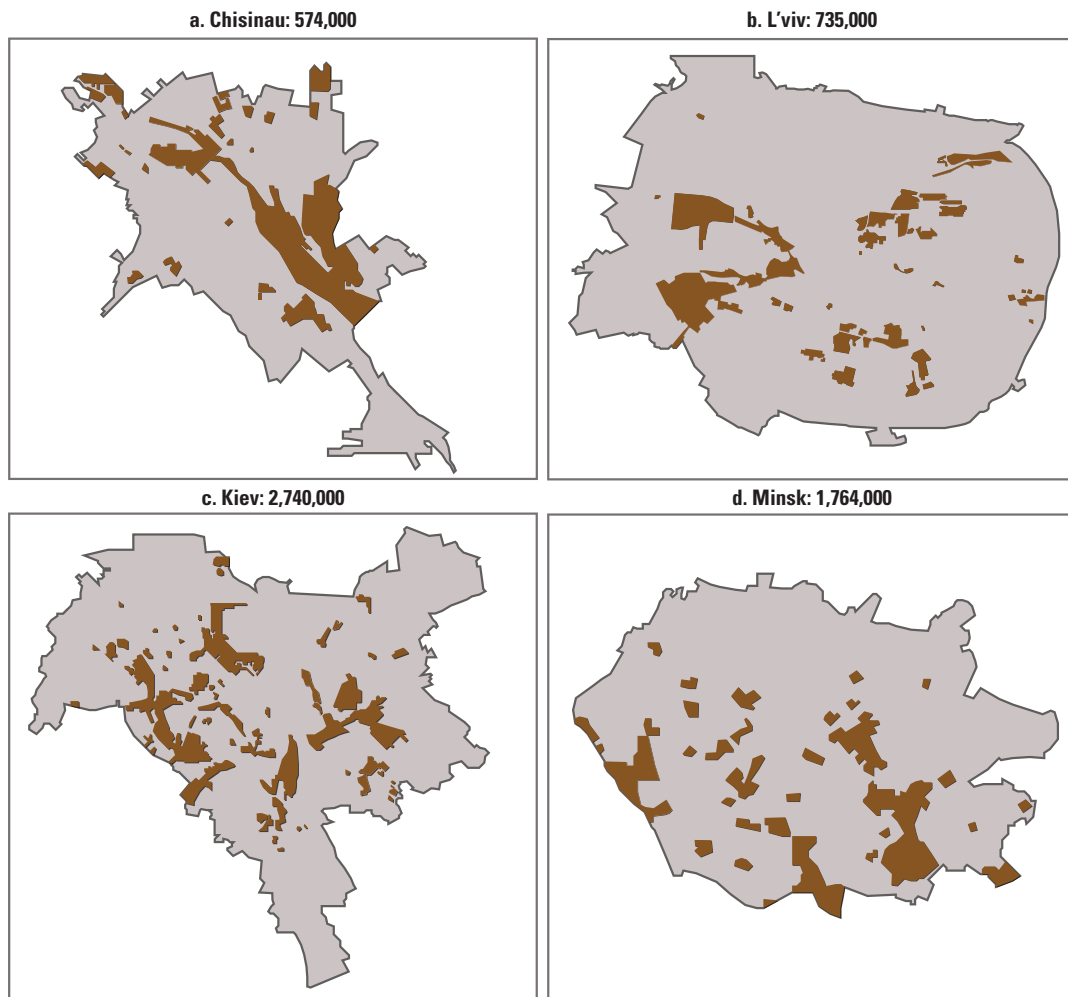 a. Chisinau: 574,000
b. L'viv: 735,000
c. Kiev: 2,740,000
d. Minsk: 1,764,000